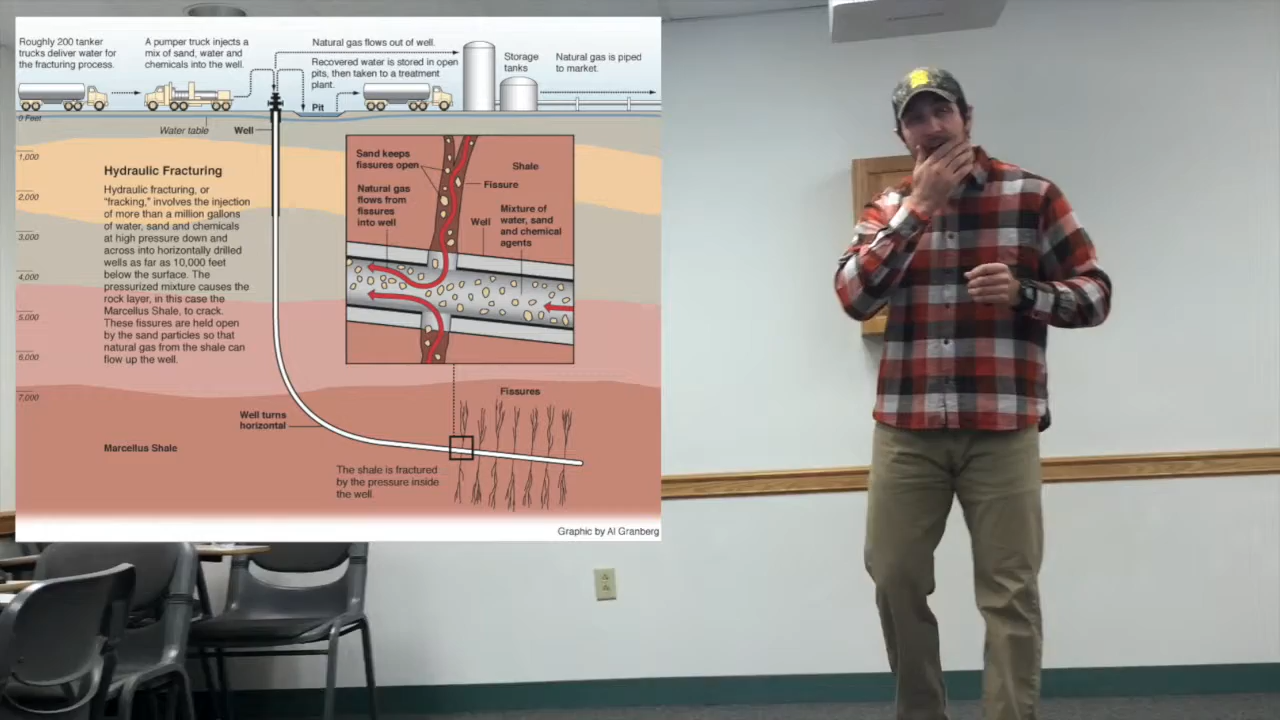 Roughly 200 tanker
trucks deliver water for
the fracturing process.
A pumper truck injects a
mix of sand, water and
chemicals into the well.
Natural gas flows out of well.
Recovered water is stored in open
pits, then taken to a treatment
plant.
Storage
tanks
Natural gas is piped
to market.
Pit
0 Feet
Water table
Well
1,000
2,000
3,000
4,000
5,000
6,000
7,000
Hydraulic Fracturing
Hydraulic fracturing, or
"fracking," involves the injection
of more than a million gallons
of water, sand and chemicals
at high pressure down and
across into horizontally drilled
wells as far as 10,000 feet
below the surface. The
pressurized mixture causes the
rock layer, in this case the
Marcellus Shale, to crack.
These fissures are held open
by the sand particles so that
natural gas from the shale can
flow up the well.
Sand keeps
fissures open
Shale
Fissure
Natural gas
flows from
fissures
into well
Well
Mixture of
water, sand
and chemical
agents
Fissures
Well turns
horizontal
Marcellus Shale
The shale is fractured
by the pressure inside
the well.
Graphic by Al Granberg